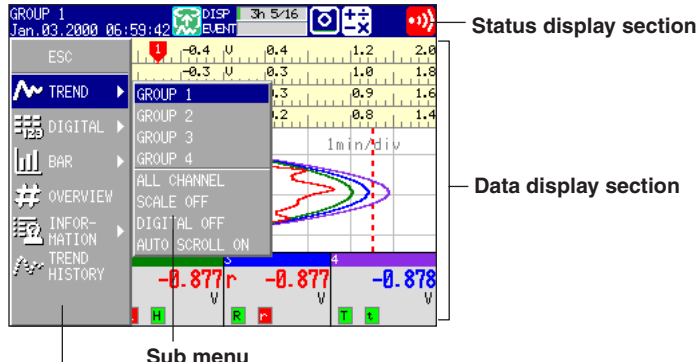 GROUP 1
Jan.03.2000 06:59:42
DISP
EVENT
3h 5/16
Status display section
ESC
1 -0.4 V 0.4 1.2 2.0
-0.3 V 0.3 1.0 1.8
TREND
GROUP 1
.3 0.9 1.6
GROUP 2
.2 0.8 1.4
DIGITAL
GROUP 3
1min/div
BAR
GROUP 4
ALL CHANNEL
Data display section
OVERVIEW
SCALE OFF
INFOR-
MATION
DIGITAL OFF
AUTO SCROLL ON
TREND
HISTORY
3 4
-0.877 r -0.877 -0.878
V V V
H R r T t
Sub menu